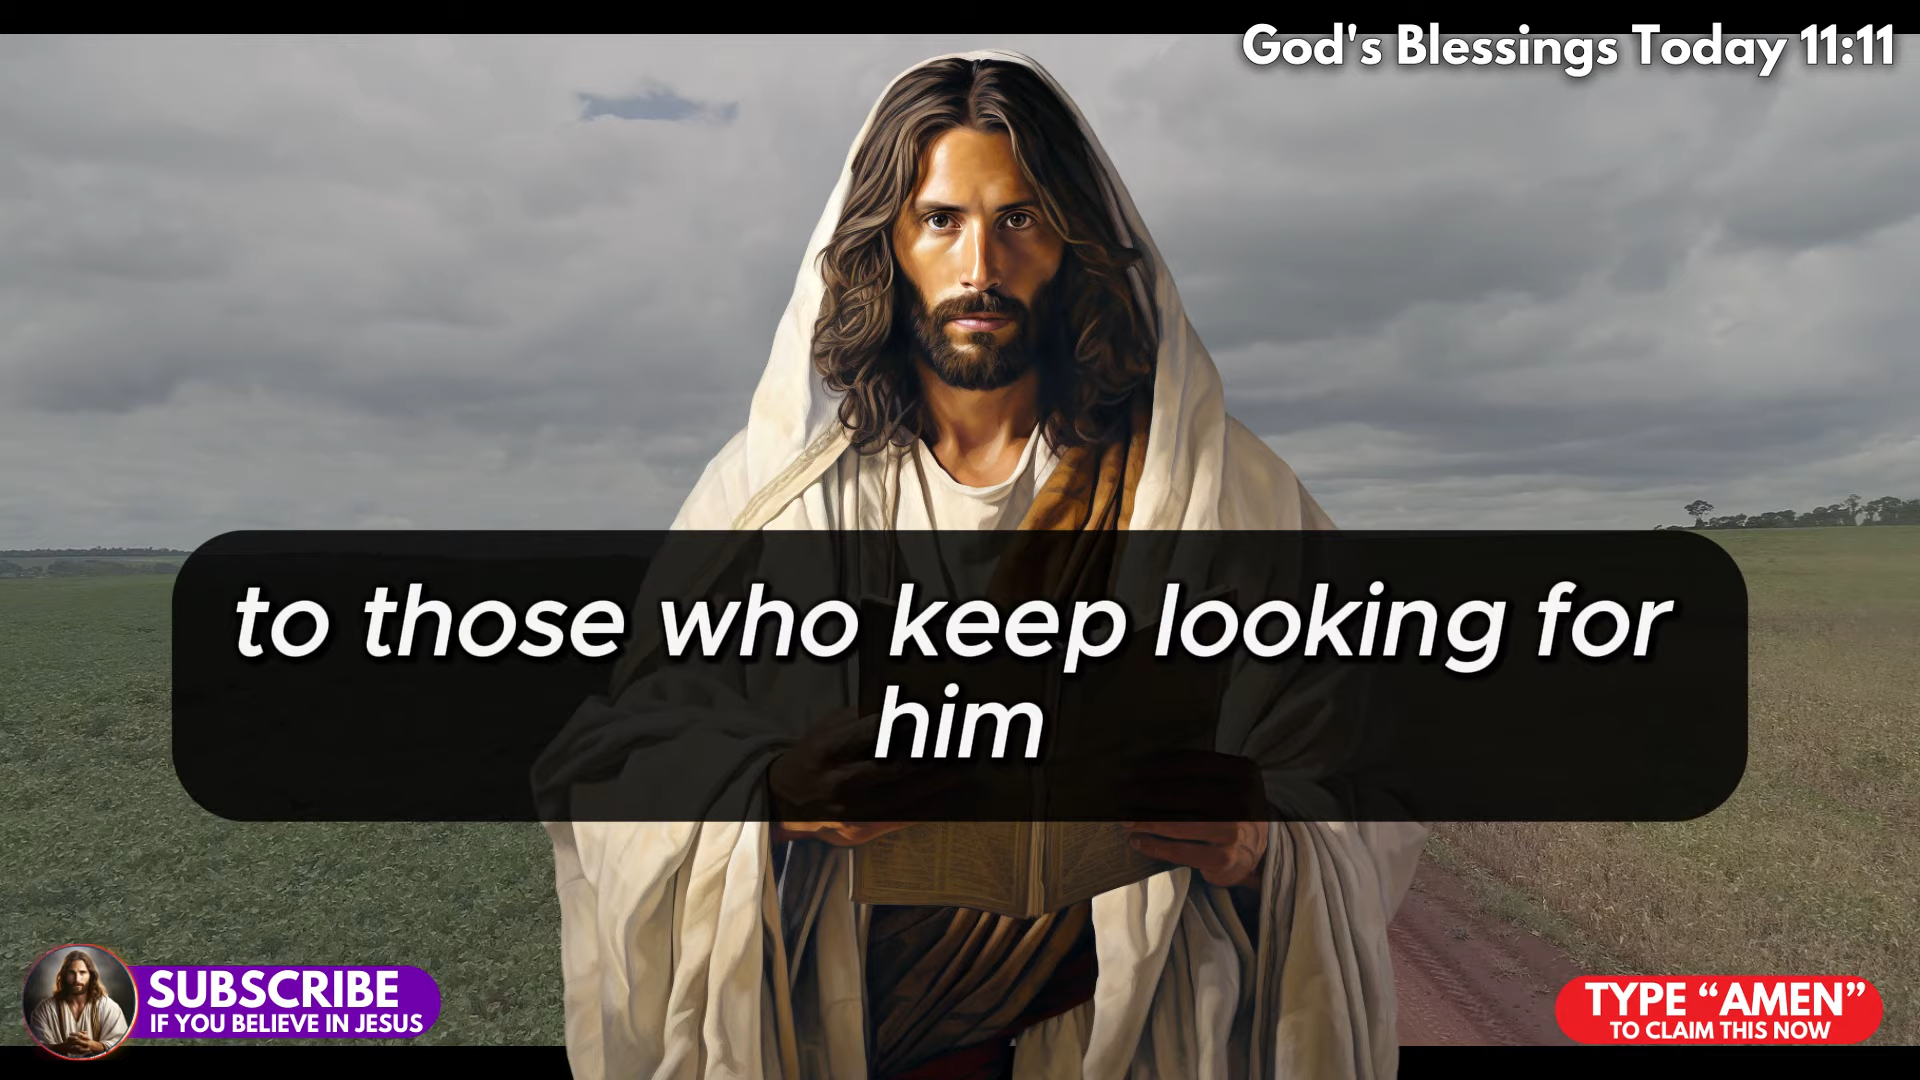 God's Blessings Today 11:11
to those who keep looking for
him
SUBSCRIBE
IF YOU BELIEVE IN JESUS
TYPE “AMEN”
TO CLAIM THIS NOW